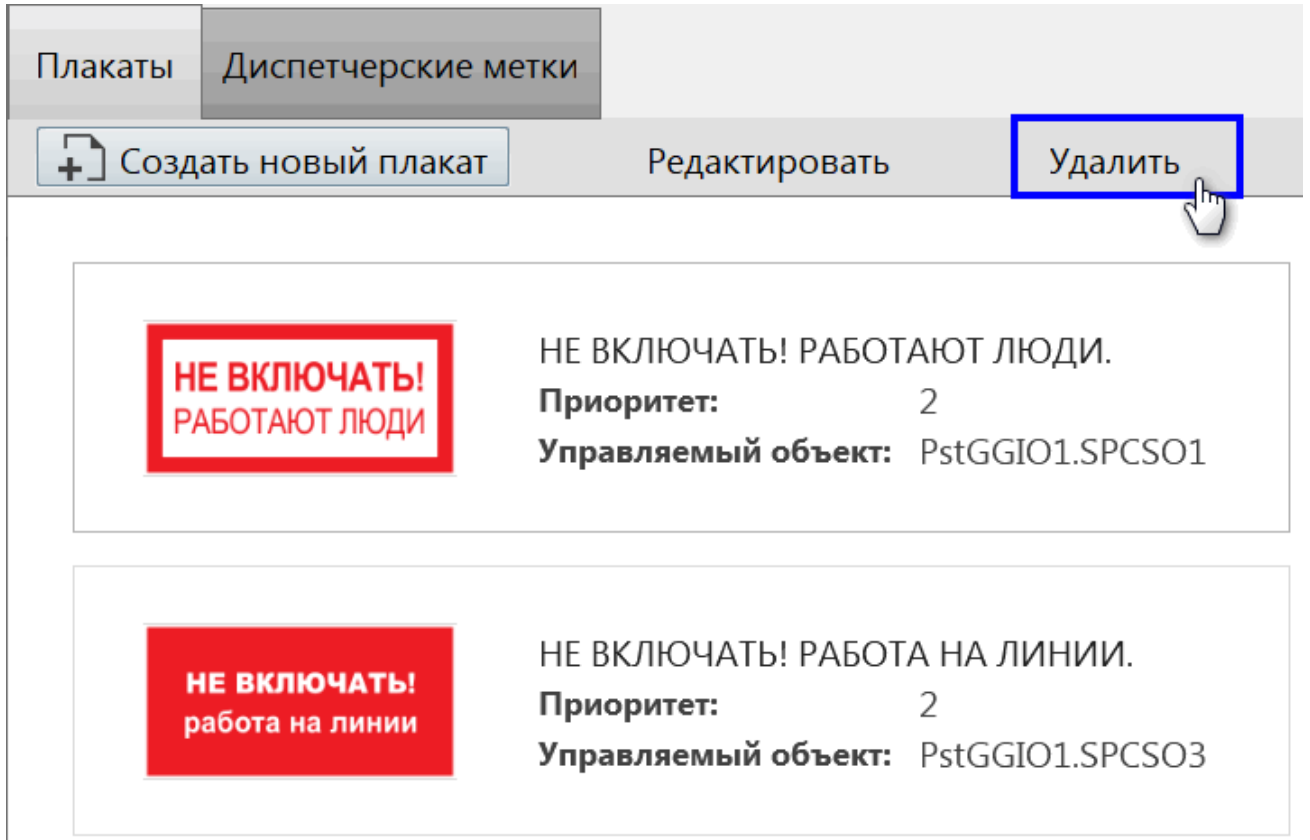 Плакаты Диспетчерские метки
Создать новый плакат Редактировать Удалить
НЕ ВКЛЮЧАТЬ!
РАБОТАЮТ ЛЮДИ
НЕ ВКЛЮЧАТЬ! РАБОТАЮТ ЛЮДИ.
Приоритет: 2
Управляемый объект: PstGGIO1.SPCSO1
НЕ ВКЛЮЧАТЬ!
работа на линии
НЕ ВКЛЮЧАТЬ! РАБОТА НА ЛИНИИ.
Приоритет: 2
Управляемый объект: PstGGIO1.SPCSO3